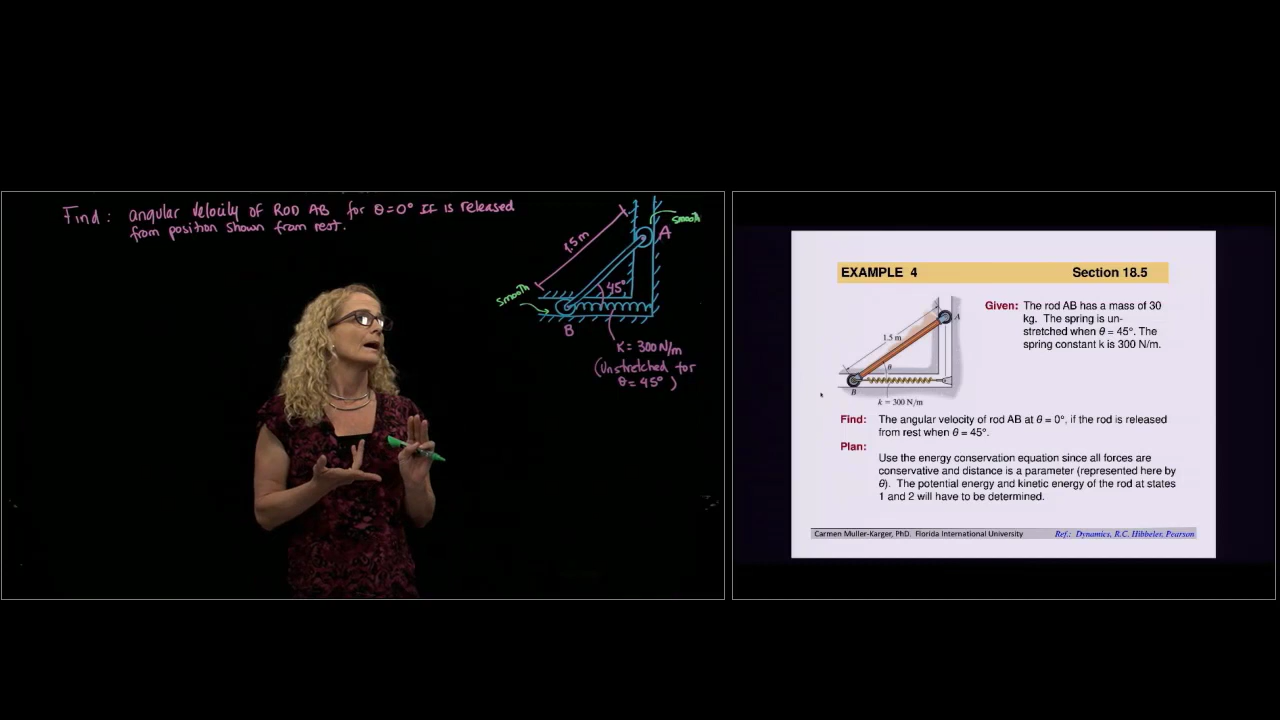 Find: angular velocity of ROD AB for θ=0° If is released
from position shown from rest.
1.5 m
smooth
A
45°
smooth
B
K = 300 N/m
(Unstretched for
θ = 45°)
EXAMPLE 4 Section 18.5
Given: The rod AB has a mass of 30
kg. The spring is un-
stretched when θ = 45°. The
spring constant k is 300 N/m.
A
1.5 m
θ
B
k = 300 N/m
Find: The angular velocity of rod AB at θ = 0°, if the rod is released
from rest when θ = 45°.
Plan:
Use the energy conservation equation since all forces are
conservative and distance is a parameter (represented here by
θ). The potential energy and kinetic energy of the rod at states
1 and 2 will have to be determined.
Carmen Muller-Karger, PhD. Florida International University Ref.: Dynamics, R.C. Hibbeler, Pearson